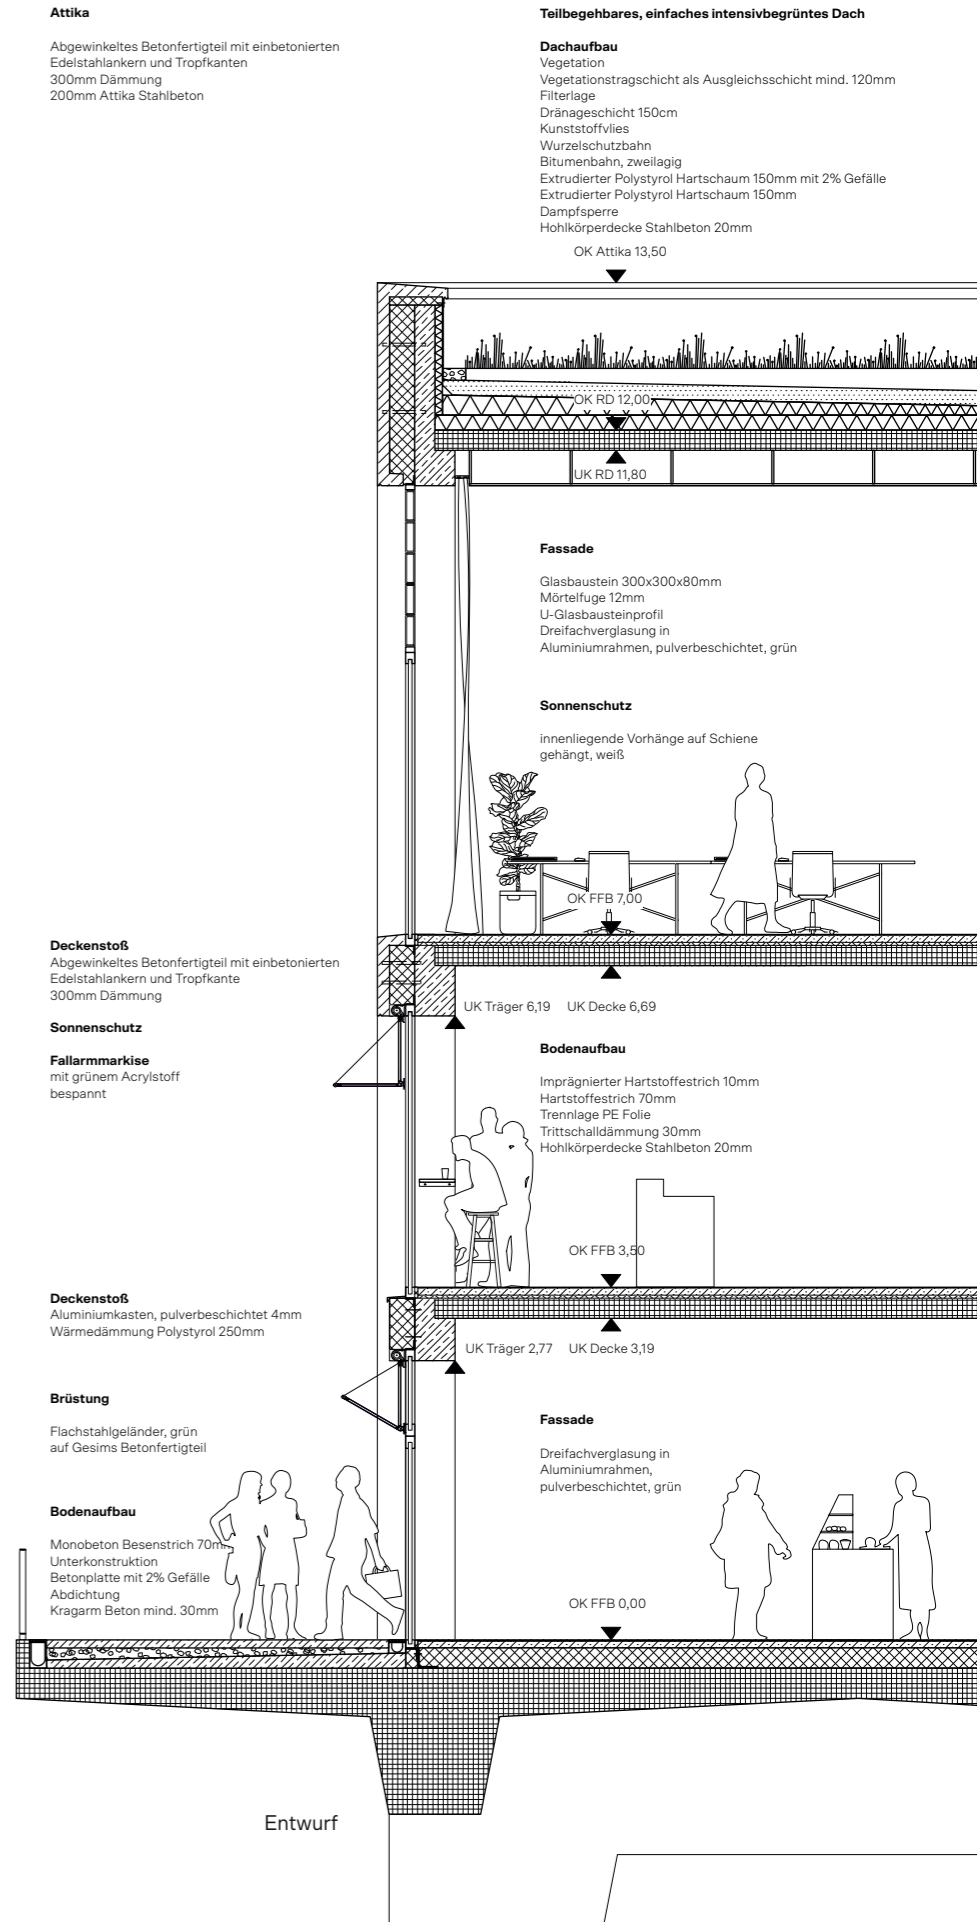 Attika
Abgewinkeltes Betonfertigteil mit einbetonierten
Edelstahlankern und Tropfkanten
300mm Dämmung
200mm Attika Stahlbeton
Teilbegehbares, einfaches intensivbegrüntes Dach
Dachaufbau
Vegetation
Vegetationstragschicht als Ausgleichsschicht mind. 120mm
Filterlage
Dränageschicht 150cm
Kunststoffvlies
Wurzelschutzbahn
Bitumenbahn, zweilagig
Extrudierter Polystyrol Hartschaum 150mm mit 2% Gefälle
Extrudierter Polystyrol Hartschaum 150mm
Dampfsperre
Hohlkörperdecke Stahlbeton 20mm
OK Attika 13,50
OK RD 12,00
UK RD 11,80
Fassade
Glasbaustein 300x300x80mm
Mörtelfuge 12mm
U-Glasbausteinprofil
Dreifachverglasung in
Aluminiumrahmen, pulverbeschichtet, grün
Sonnenschutz
innenliegende Vorhänge auf Schiene
gehängt, weiß
OK FFB 7,00
Deckenstoß
Abgewinkeltes Betonfertigteil mit einbetonierten
Edelstahlankern und Tropfkante
300mm Dämmung
Sonnenschutz
Fallarmmarkise
mit grünem Acrylstoff
bespannt
UK Träger 6,19 UK Decke 6,69
Bodenaufbau
Imprägnierter Hartstoffestrich 10mm
Hartstoffestrich 70mm
Trennlage PE Folie
Trittschalldämmung 30mm
Hohlkörperdecke Stahlbeton 20mm
OK FFB 3,50
Deckenstoß
Aluminiumkasten, pulverbeschichtet 4mm
Wärmedämmung Polystyrol 250mm
UK Träger 2,77 UK Decke 3,19
Brüstung
Flachstahlgeländer, grün
auf Gesims Betonfertigteil
Fassade
Dreifachverglasung in
Aluminiumrahmen,
pulverbeschichtet, grün
Bodenaufbau
Monobeton Besenstrich 70mm
Unterkonstruktion
Betonplatte mit 2% Gefälle
Abdichtung
Kragarm Beton mind. 30mm
OK FFB 0,00
Entwurf